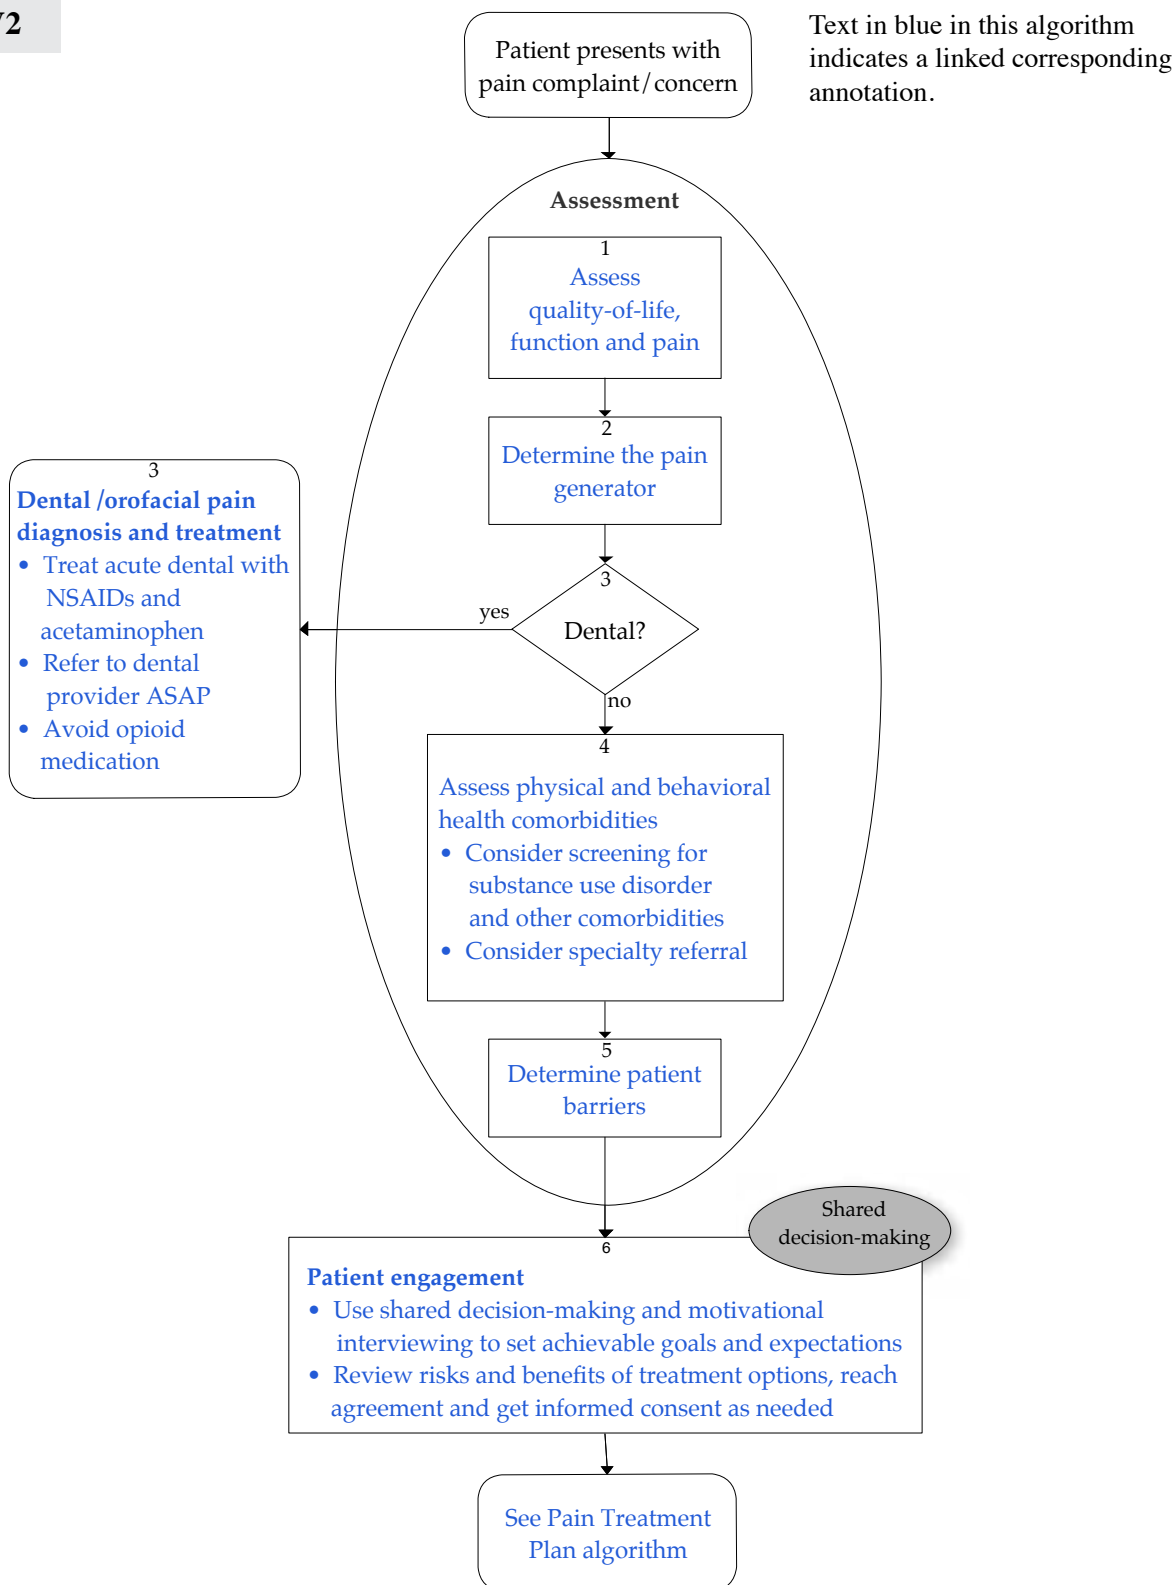 Patient presents with
pain complaint/concern
Text in blue in this algorithm
indicates a linked corresponding
annotation.
Assessment
1
Assess
quality-of-life,
function and pain
2
Determine the pain
generator
3
Dental?
yes
no
3
Dental /orofacial pain
diagnosis and treatment
• Treat acute dental with
NSAIDs and
acetaminophen
• Refer to dental
provider ASAP
• Avoid opioid
medication
4
Assess physical and behavioral
health comorbidities
• Consider screening for
substance use disorder
and other comorbidities
• Consider specialty referral
5
Determine patient
barriers
Shared
decision-making
6
Patient engagement
• Use shared decision-making and motivational
interviewing to set achievable goals and expectations
• Review risks and benefits of treatment options, reach
agreement and get informed consent as needed
See Pain Treatment
Plan algorithm